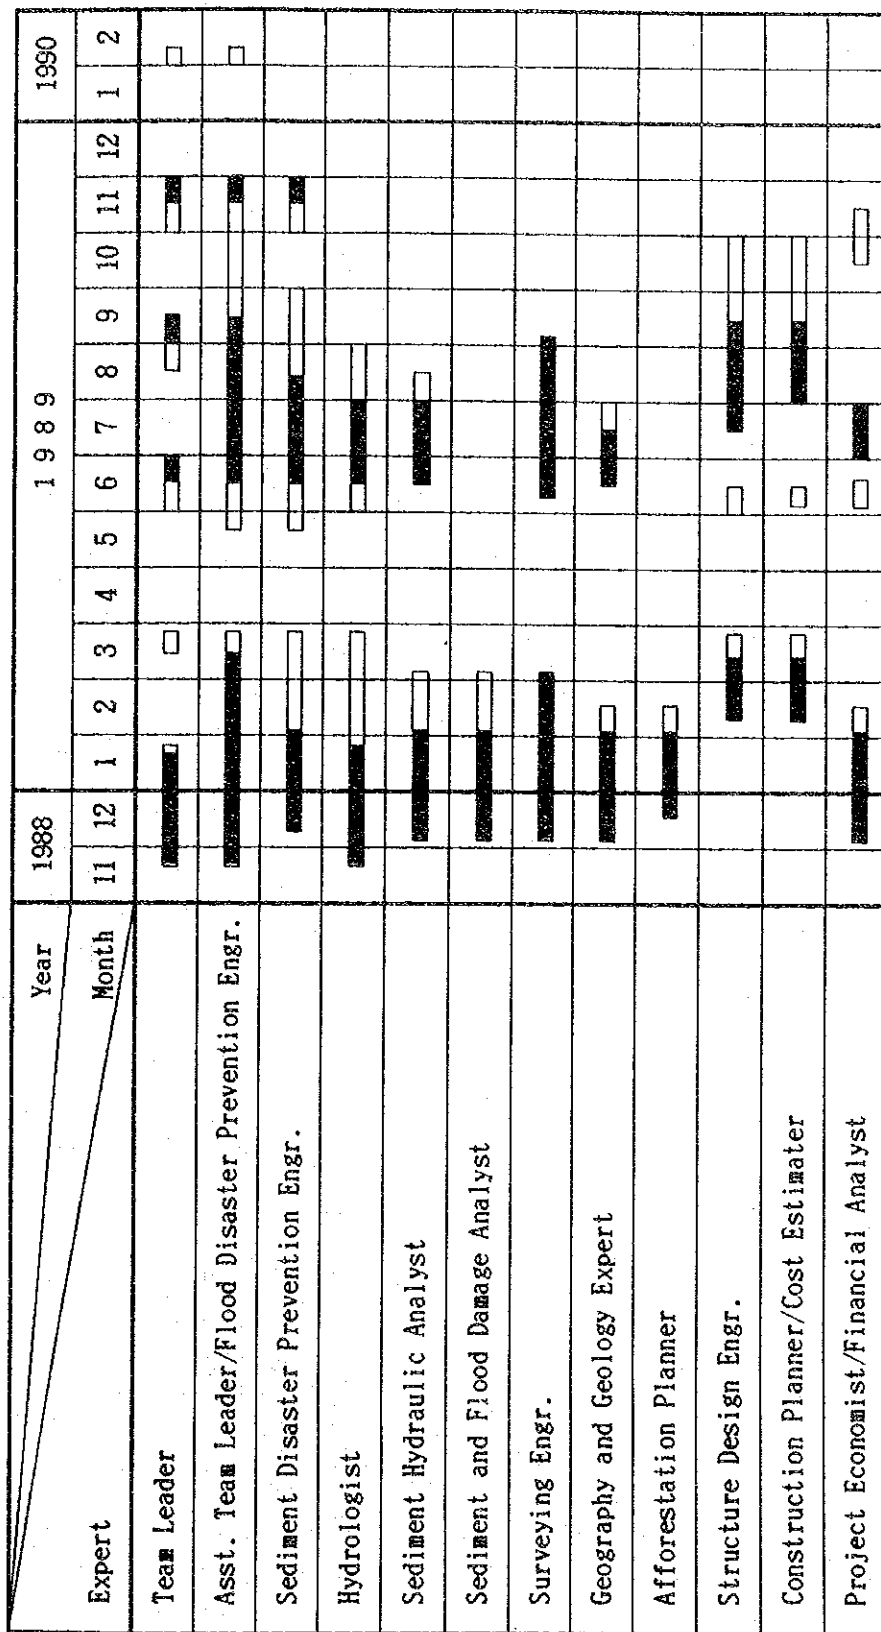 Year 1988 1989 1990
Expert Month 11 12 1 2 3 4 5 6 7 8 9 10 11 12 1 2
Team Leader
Asst. Team Leader/Flood Disaster Prevention Engr.
Sediment Disaster Prevention Engr.
Hydrologist
Sediment Hydraulic Analyst
Sediment and Flood Damage Analyst
Surveying Engr.
Geography and Geology Expert
Afforestation Planner
Structure Design Engr.
Construction Planner/Cost Estimater
Project Economist/Financial Analyst